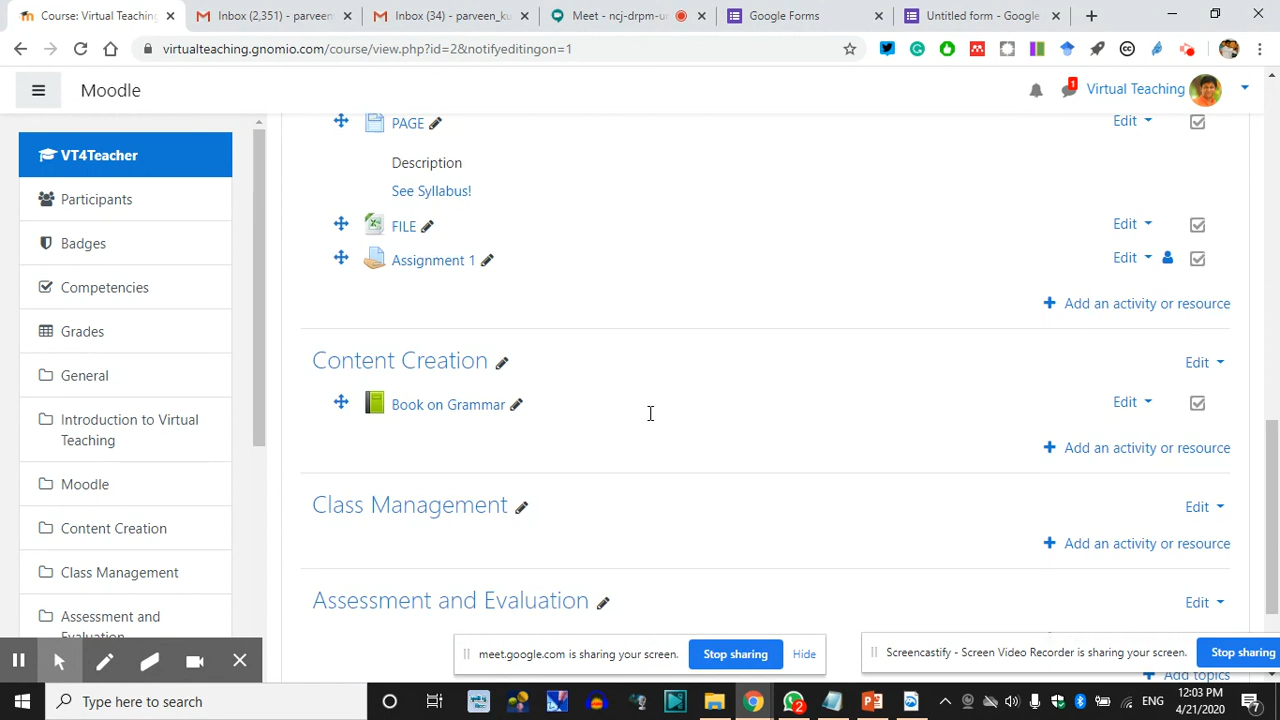 Course: Virtual Teaching
Inbox (2,351) - parveen
Inbox (34) - parveen_ku
Meet - ncj-drpm-u
Google Forms
Untitled form - Google
virtualteaching.gnomio.com/course/view.php?id=2&notifyeditingon=1
Moodle
1
Virtual Teaching
VT4Teacher
Participants
Badges
Competencies
Grades
General
Introduction to Virtual
Teaching
Moodle
Content Creation
Class Management
Assessment and
Evaluation
PAGE
Edit
Description
See Syllabus!
FILE
Edit
Assignment 1
Edit
Add an activity or resource
Content Creation
Edit
Book on Grammar
Edit
Add an activity or resource
Class Management
Edit
Add an activity or resource
Assessment and Evaluation
Edit
Add topics
meet.google.com is sharing your screen.
Stop sharing
Hide
Screencastify - Screen Video Recorder is sharing your screen.
Stop sharing
Type here to search
2
ENG
12:03 PM
4/21/2020
7